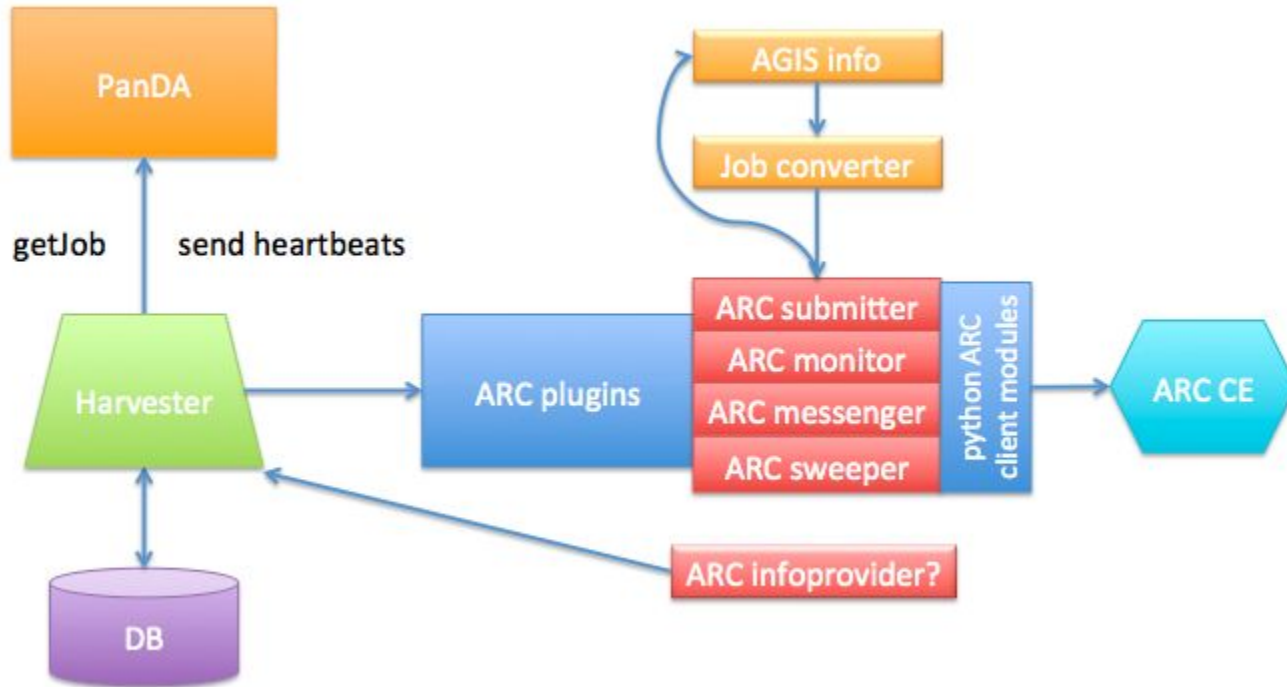 PanDA
AGIS info
Job converter
getJob
send heartbeats
Harvester
ARC plugins
ARC submitter
ARC monitor
ARC messenger
ARC sweeper
python ARC
client modules
ARC CE
ARC infoprovider?
DB